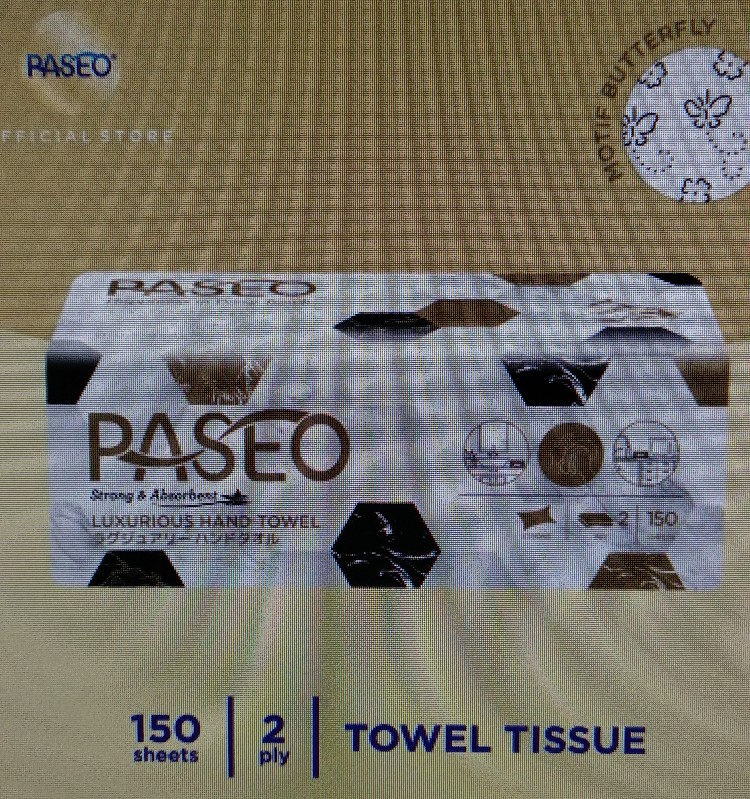 PASEO
OFFICIAL STORE
MOTIF BUTTERFLY
PASEO
PASEO
Strong & Absorbent
LUXURIOUS HAND TOWEL
ラグジュアリーハンドタオル
2
150
150
sheets
2
ply
TOWEL TISSUE